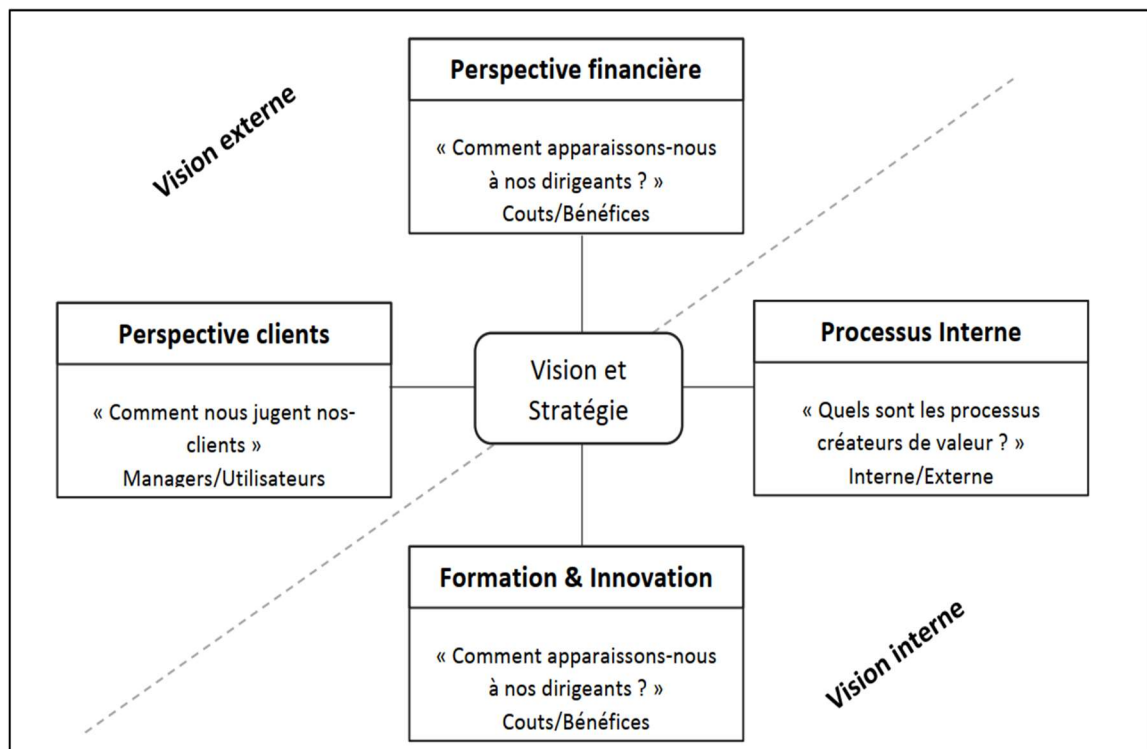 Vision externe
Perspective financière
« Comment apparaissons-nous
à nos dirigeants ? »
Couts/Bénéfices
Perspective clients
« Comment nous jugent nos-
clients »
Managers/Utilisateurs
Vision et
Stratégie
Processus Interne
« Quels sont les processus
créateurs de valeur ? »
Interne/Externe
Formation & Innovation
« Comment apparaissons-nous
à nos dirigeants ? »
Couts/Bénéfices
Vision interne